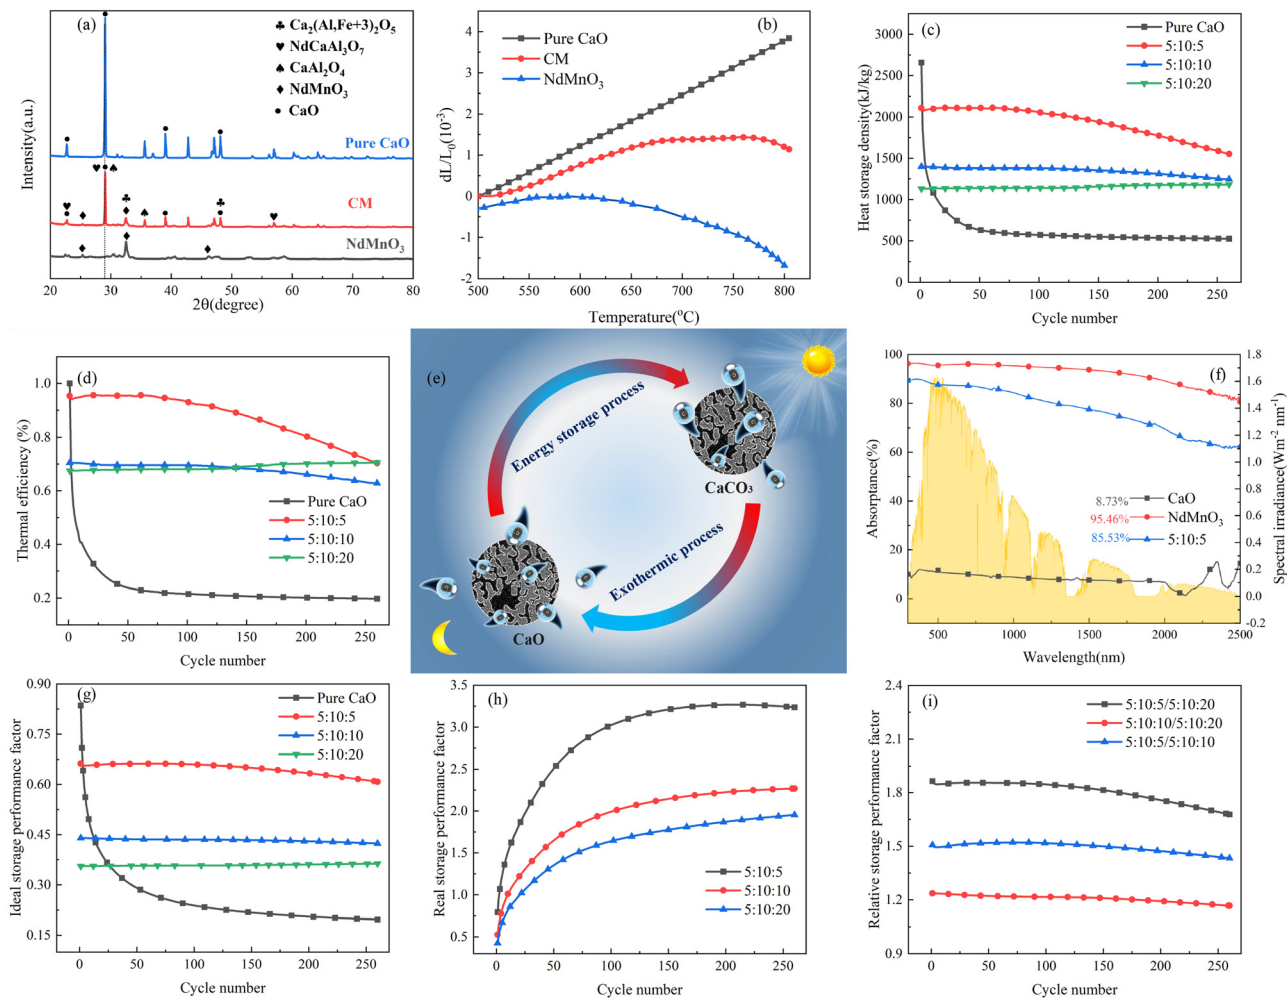 (a)
♣ Ca2(Al,Fe+3)2O5
♥ NdCaAl3O7
♠ CaAl2O4
♦ NdMnO3
● CaO
Pure CaO
CM
NdMnO3
Intensity(a.u.)
20 30 40 50 60 70 80
2θ(degree)
(b)
Pure CaO
CM
NdMnO3
dL/L0(10-3)
4
3
2
1
0
-1
-2
500 550 600 650 700 750 800
Temperature(oC)
(c)
Pure CaO
5:10:5
5:10:10
5:10:20
Heat storage density(kJ/kg)
3000
2750
2500
2250
2000
1750
1500
1250
1000
750
500
250
0
0 50 100 150 200 250
Cycle number
(d)
Thermal efficiency (%)
1.0
0.8
0.6
0.4
0.2
Pure CaO
5:10:5
5:10:10
5:10:20
0 50 100 150 200 250
Cycle number
(e)
Energy storage process
CaCO3
Exothermic process
CaO
(f)
Absorptance(%)
100
90
80
70
60
50
40
30
20
10
0
8.73% CaO
95.46% NdMnO3
85.53% 5:10:5
1.8
1.6
1.4
1.2
1.0
0.8
0.6
0.4
0.2
0.0
-0.2
Spectral irradiance(Wm-2 nm-1)
500 1000 1500 2000 2500
Wavelength(nm)
(g)
Pure CaO
5:10:5
5:10:10
5:10:20
Ideal storage performance factor
0.90
0.75
0.60
0.45
0.30
0.15
0 50 100 150 200 250
Cycle number
(h)
Real storage performance factor
3.5
3.0
2.5
2.0
1.5
1.0
0.5
5:10:5
5:10:10
5:10:20
0 50 100 150 200 250
Cycle number
(i)
5:10:5/5:10:20
5:10:10/5:10:20
5:10:5/5:10:10
Relative storage performance factor
2.4
2.1
1.8
1.5
1.2
0.9
0 50 100 150 200 250
Cycle number